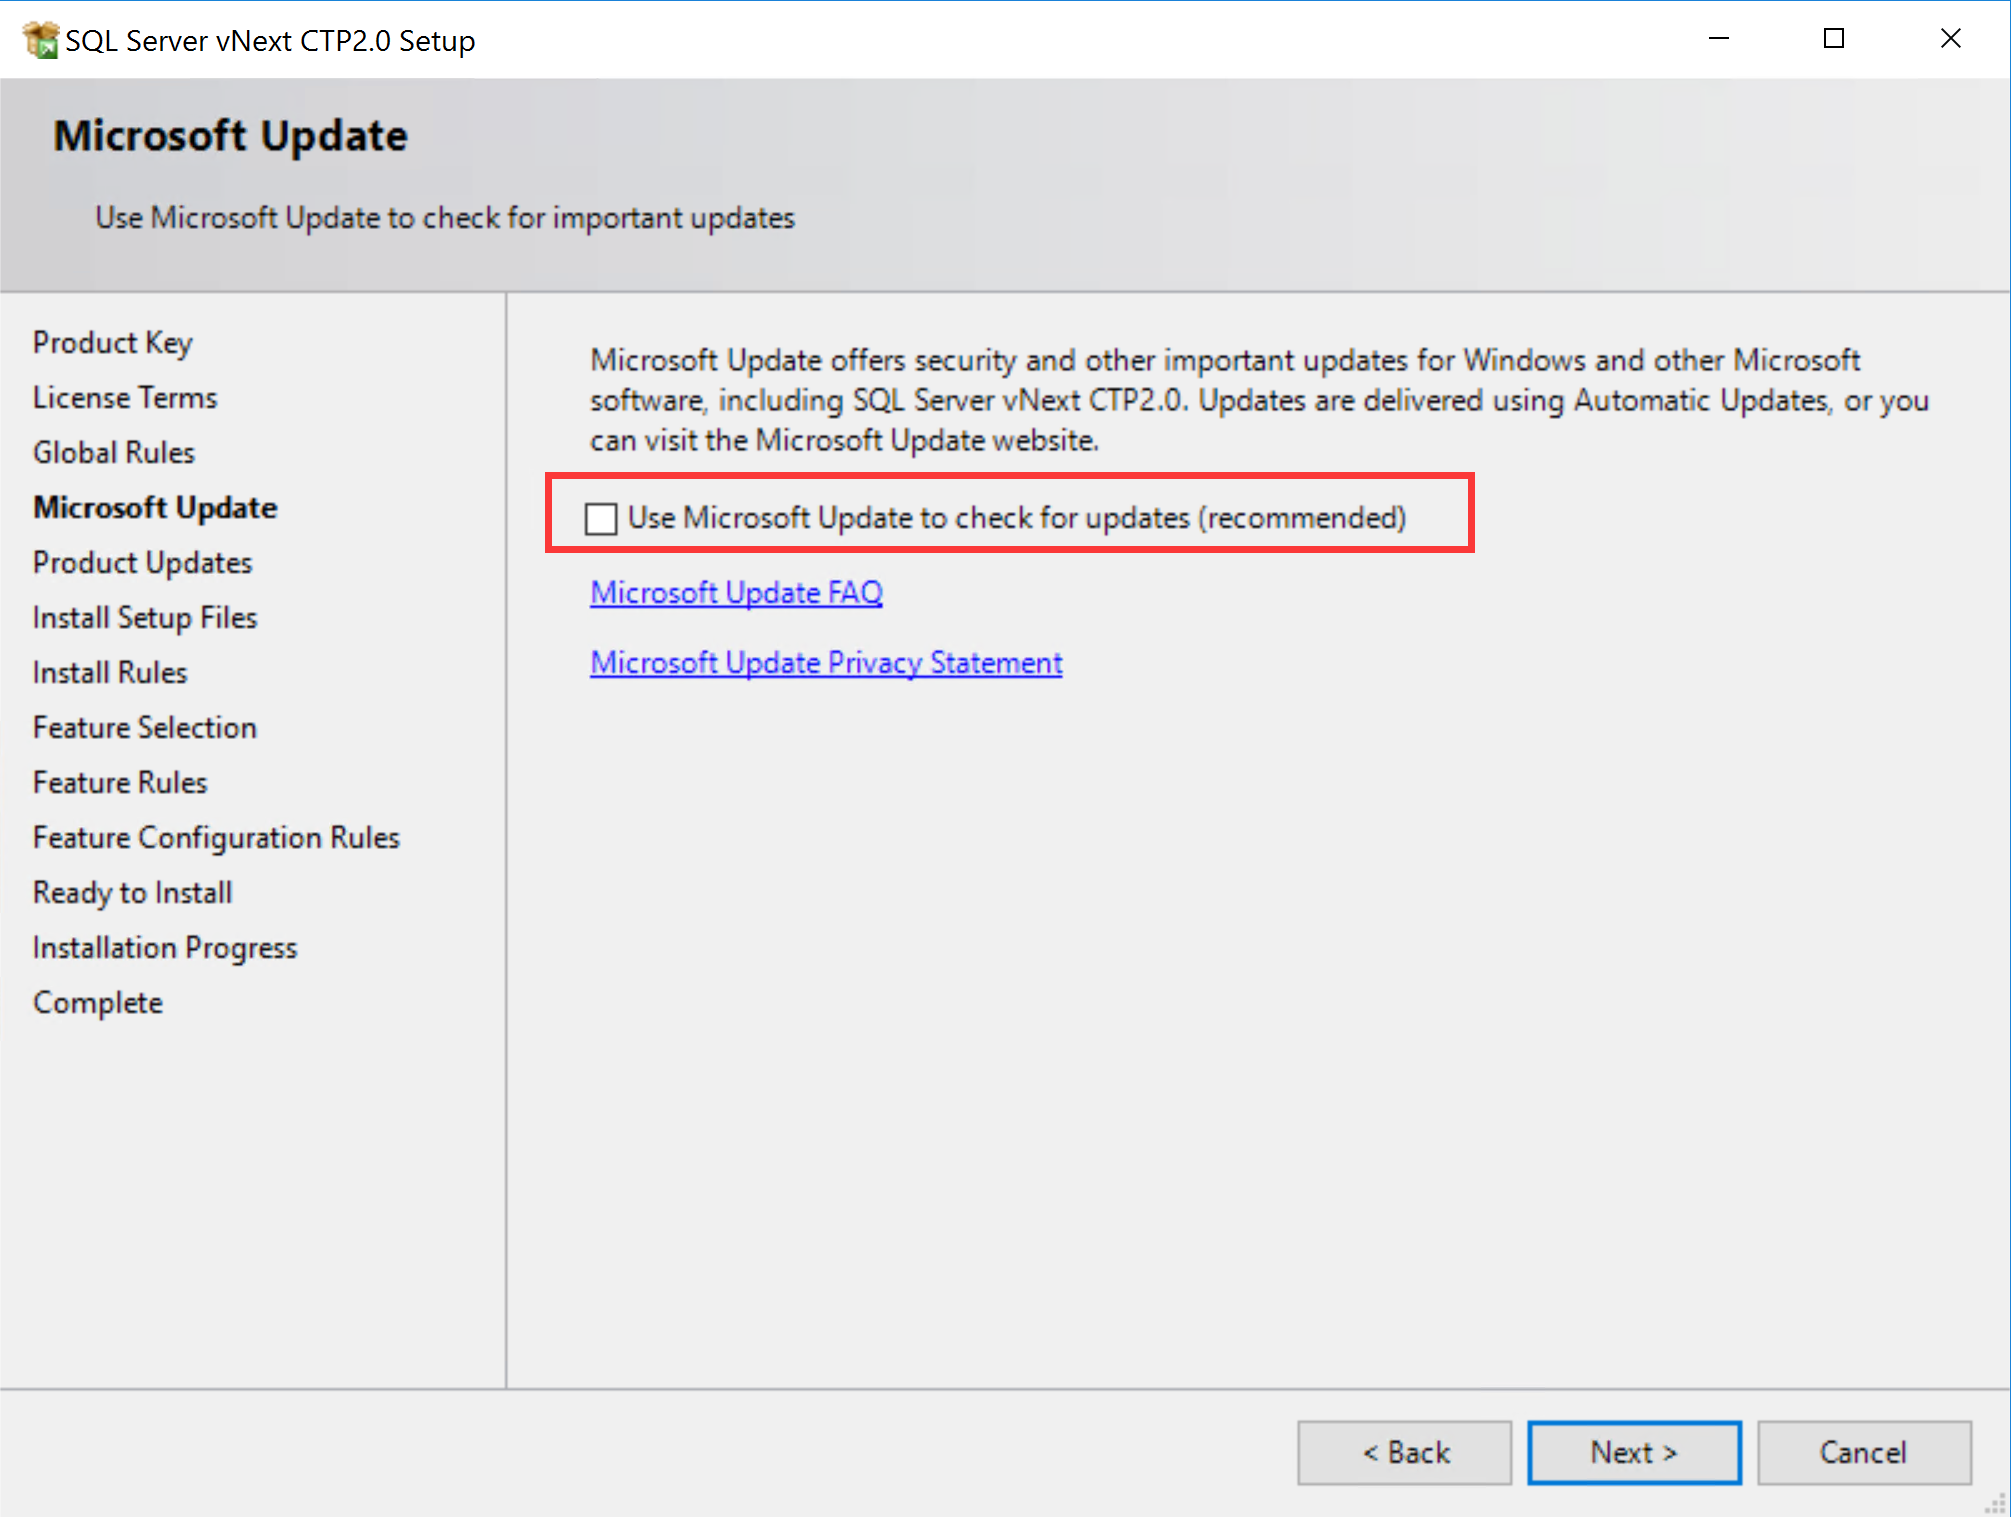 SQL Server vNext CTP2.0 Setup
Microsoft Update
Use Microsoft Update to check for important updates
Product Key
License Terms
Global Rules
Microsoft Update
Product Updates
Install Setup Files
Install Rules
Feature Selection
Feature Rules
Feature Configuration Rules
Ready to Install
Installation Progress
Complete
Microsoft Update offers security and other important updates for Windows and other Microsoft
software, including SQL Server vNext CTP2.0. Updates are delivered using Automatic Updates, or you
can visit the Microsoft Update website.
Use Microsoft Update to check for updates (recommended)
Microsoft Update FAQ
Microsoft Update Privacy Statement
< Back
Next >
Cancel